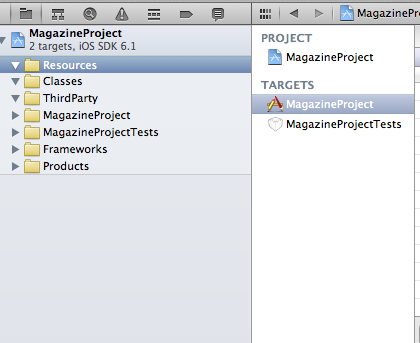 MagazineProject
MagazineProject
2 targets, iOS SDK 6.1
Resources
Classes
ThirdParty
MagazineProject
MagazineProjectTests
Frameworks
Products
PROJECT
MagazineProject
TARGETS
MagazineProject
MagazineProjectTests